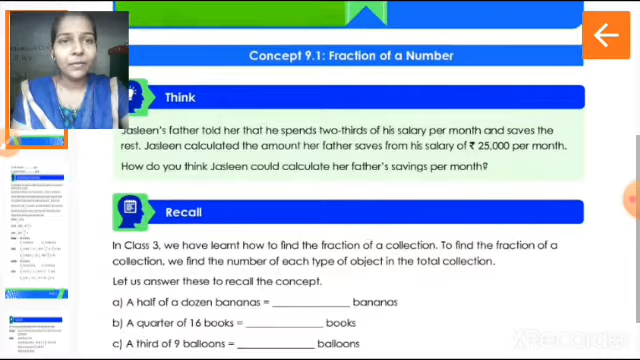 Concept 9.1: Fraction of a Number
Think
Jasleen's father told her that he spends two-thirds of his salary per month and saves the
rest. Jasleen calculated the amount her father saves from his salary of ₹ 25,000 per month.
How do you think Jasleen could calculate her father's savings per month?
Recall
In Class 3, we have learnt how to find the fraction of a collection. To find the fraction of a
collection, we find the number of each type of object in the total collection.
Let us answer these to recall the concept.
a) A half of a dozen bananas = ____________ bananas
b) A quarter of 16 books = ____________ books
c) A third of 9 balloons = ____________ balloons
XRecorder